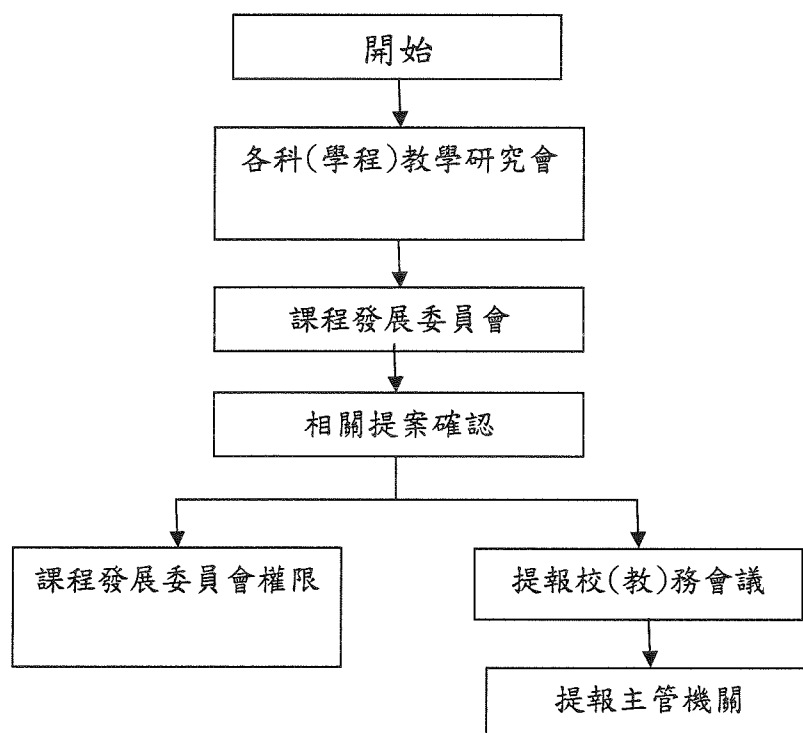 開始
各科(學程)教學研究會
課程發展委員會
相關提案確認
課程發展委員會權限
提報校(教)務會議
提報主管機關